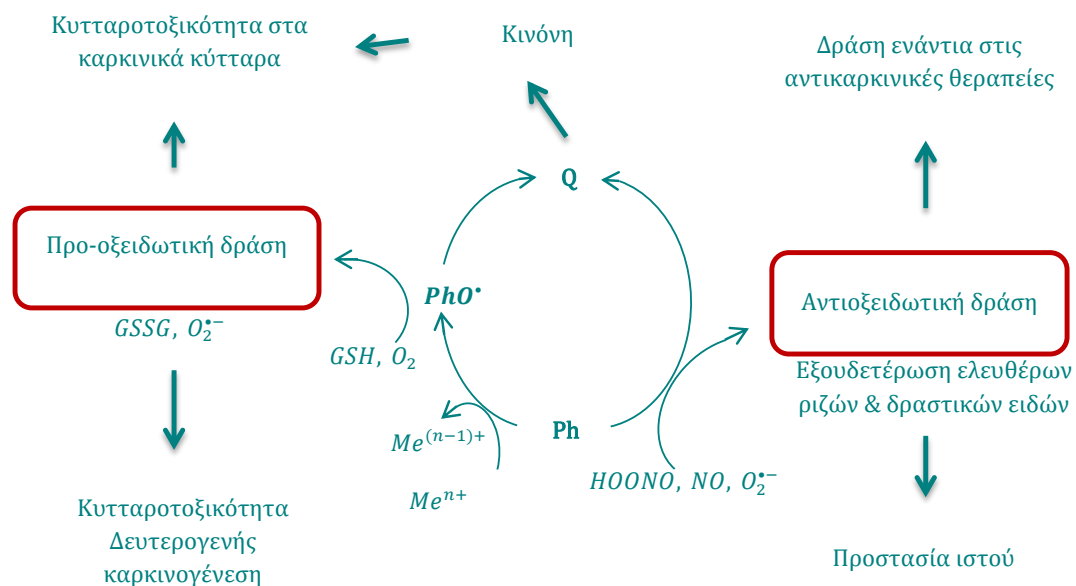 Κυτταροτοξικότητα στα
καρκινικά κύτταρα
Κινόνη
Δράση ενάντια στις
αντικαρκινικές θεραπείες
Q
Προ-οξειδωτική δράση
PhO•
Αντιοξειδωτική δράση
GSSG, O₂•⁻
GSH, O₂
Εξουδετέρωση ελευθέρων
ριζών & δραστικών ειδών
Ph
Me⁽ⁿ⁻¹⁾⁺
HOONO, NO, O₂•⁻
Meⁿ⁺
Κυτταροτοξικότητα
Δευτερογενής
καρκινογένεση
Προστασία ιστού